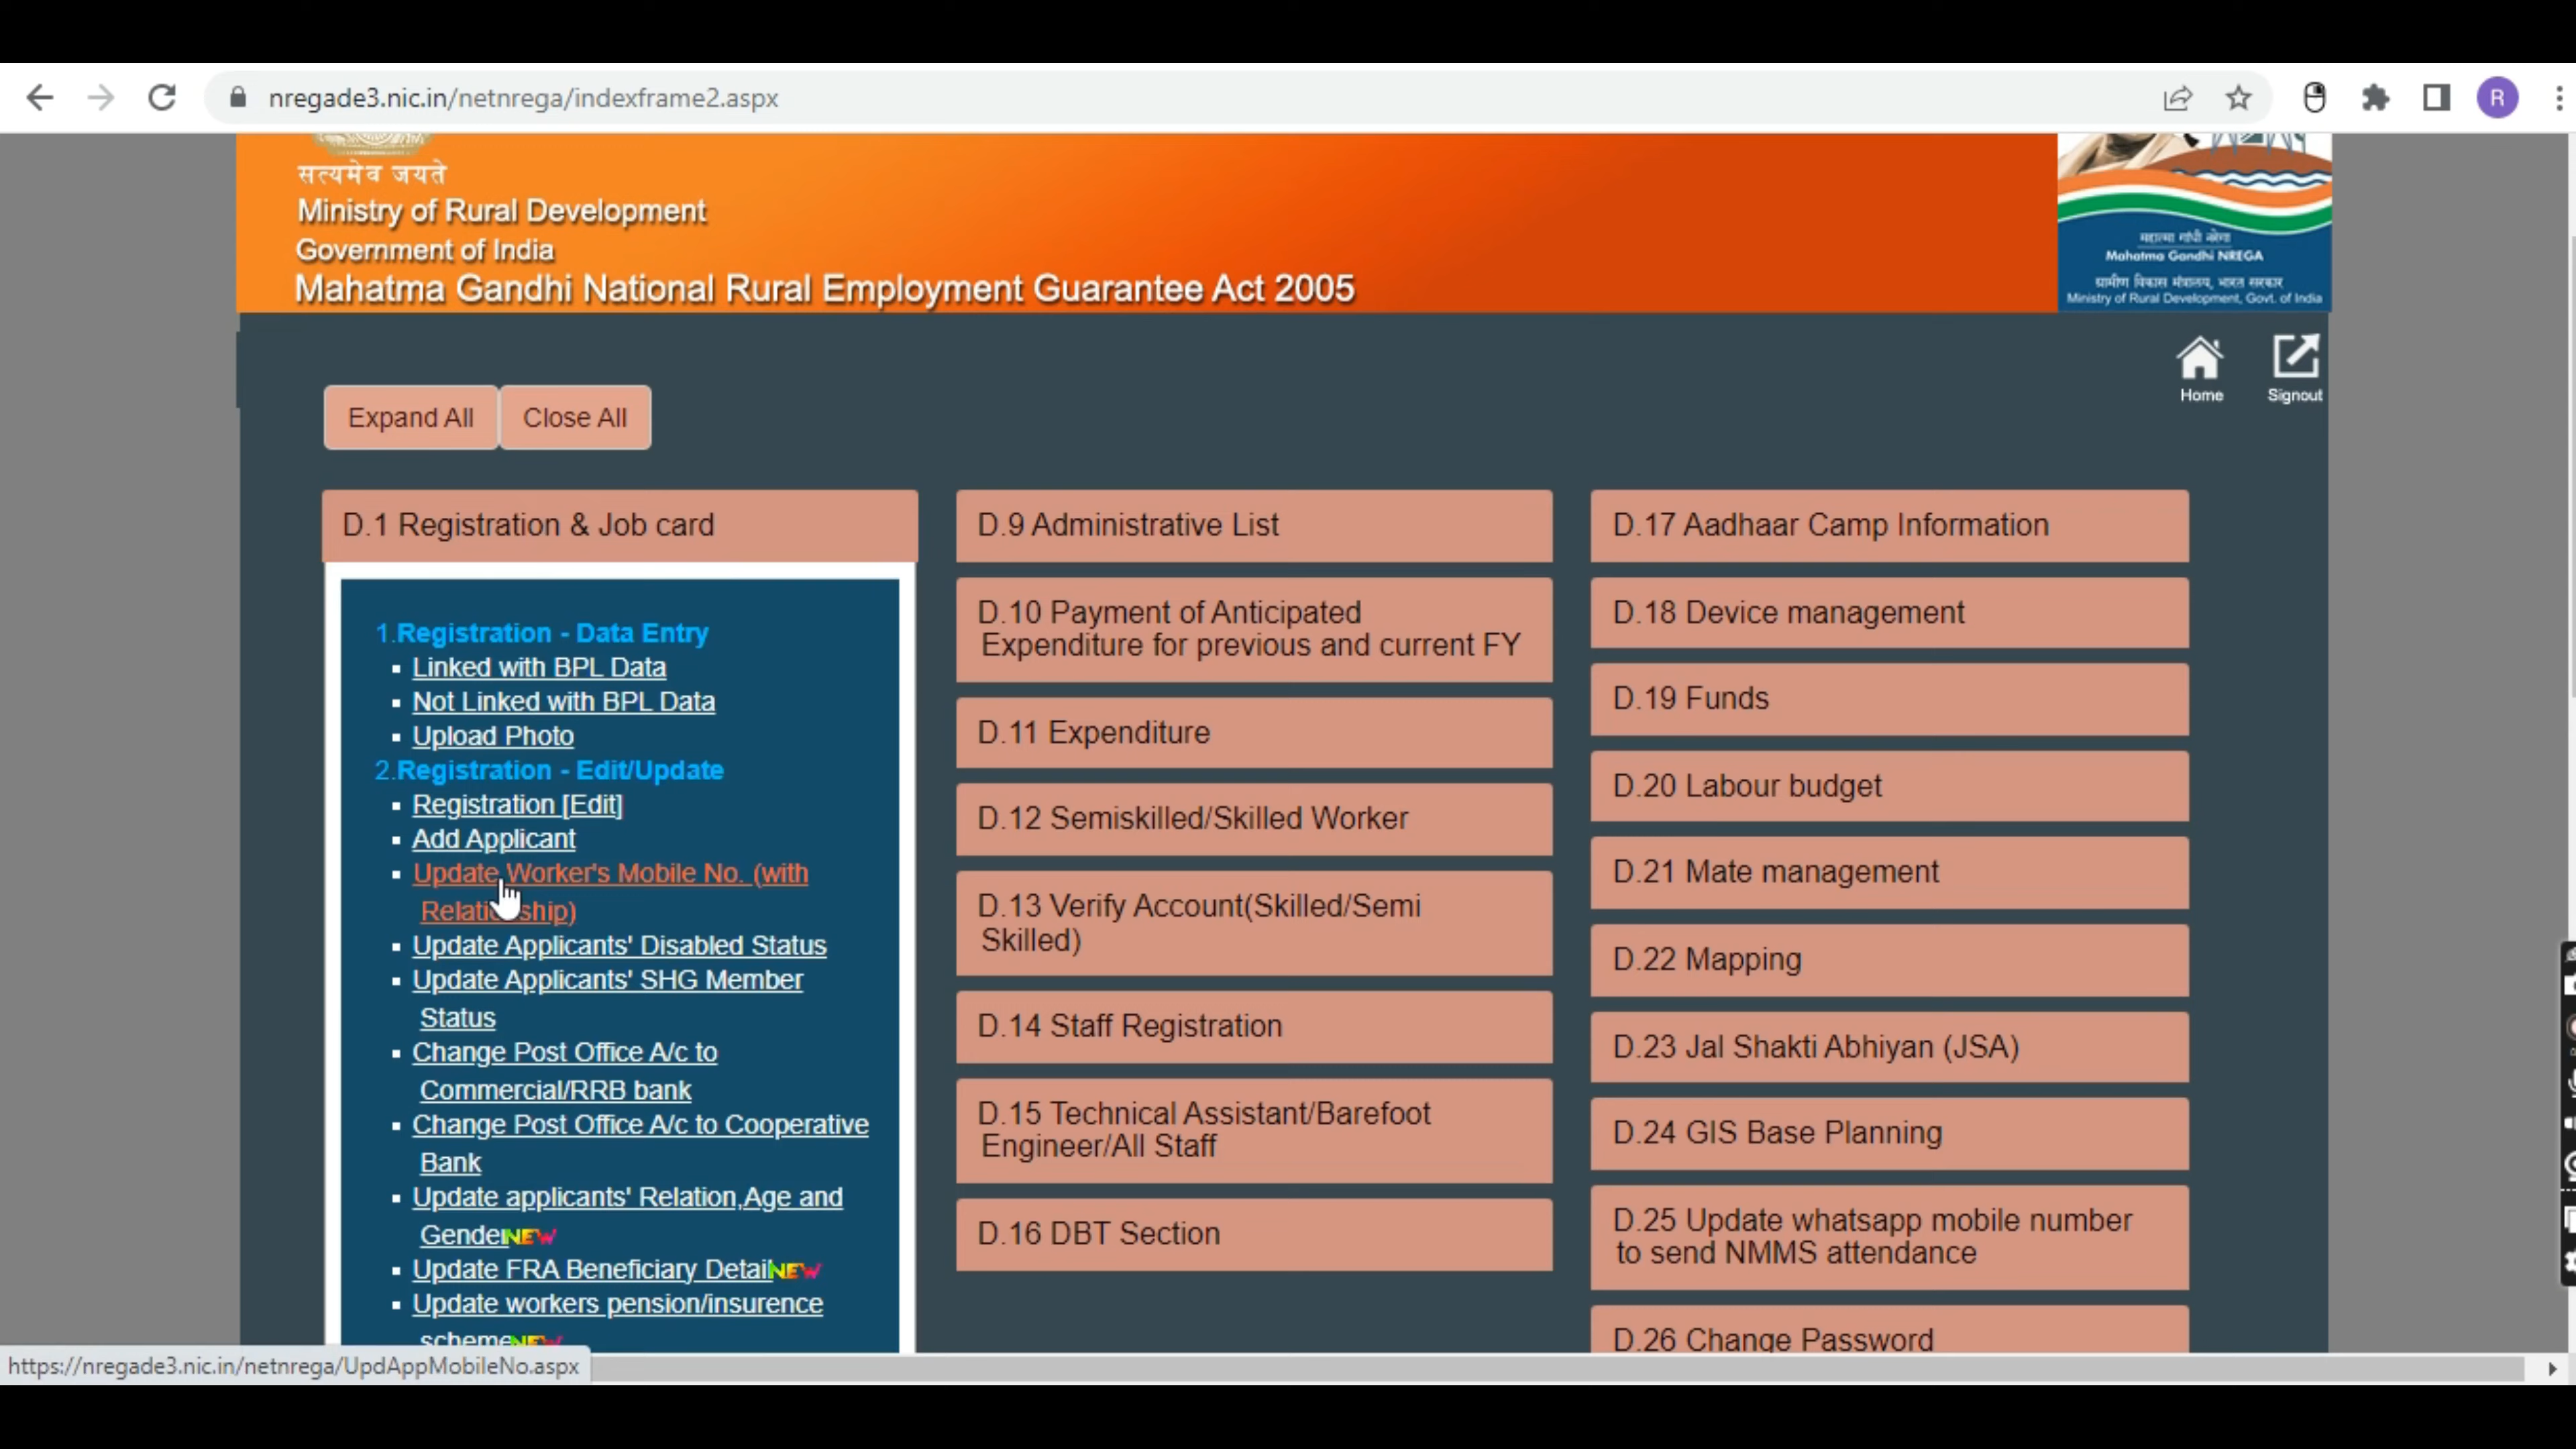 nregade3.nic.in/netnrega/indexframe2.aspx
R
सत्यमेव जयते
Ministry of Rural Development
Government of India
Mahatma Gandhi National Rural Employment Guarantee Act 2005
महात्मा गांधी नरेगा
Mahatma Gandhi NREGA
ग्रामीण विकास मंत्रालय, भारत सरकार
Ministry of Rural Development, Govt. of India
Home
Signout
Expand All
Close All
D.1 Registration & Job card
1.Registration - Data Entry
Linked with BPL Data
Not Linked with BPL Data
Upload Photo
2.Registration - Edit/Update
Registration [Edit]
Add Applicant
Update Worker's Mobile No. (with
Relationship)
Update Applicants' Disabled Status
Update Applicants' SHG Member
Status
Change Post Office A/c to
Commercial/RRB bank
Change Post Office A/c to Cooperative
Bank
Update applicants' Relation,Age and
Gender NEW
Update FRA Beneficiary Detail NEW
Update workers pension/insurence
scheme NEW
D.9 Administrative List
D.10 Payment of Anticipated
Expenditure for previous and current FY
D.11 Expenditure
D.12 Semiskilled/Skilled Worker
D.13 Verify Account(Skilled/Semi
Skilled)
D.14 Staff Registration
D.15 Technical Assistant/Barefoot
Engineer/All Staff
D.16 DBT Section
D.17 Aadhaar Camp Information
D.18 Device management
D.19 Funds
D.20 Labour budget
D.21 Mate management
D.22 Mapping
D.23 Jal Shakti Abhiyan (JSA)
D.24 GIS Base Planning
D.25 Update whatsapp mobile number
to send NMMS attendance
D.26 Change Password
https://nregade3.nic.in/netnrega/UpdAppMobileNo.aspx